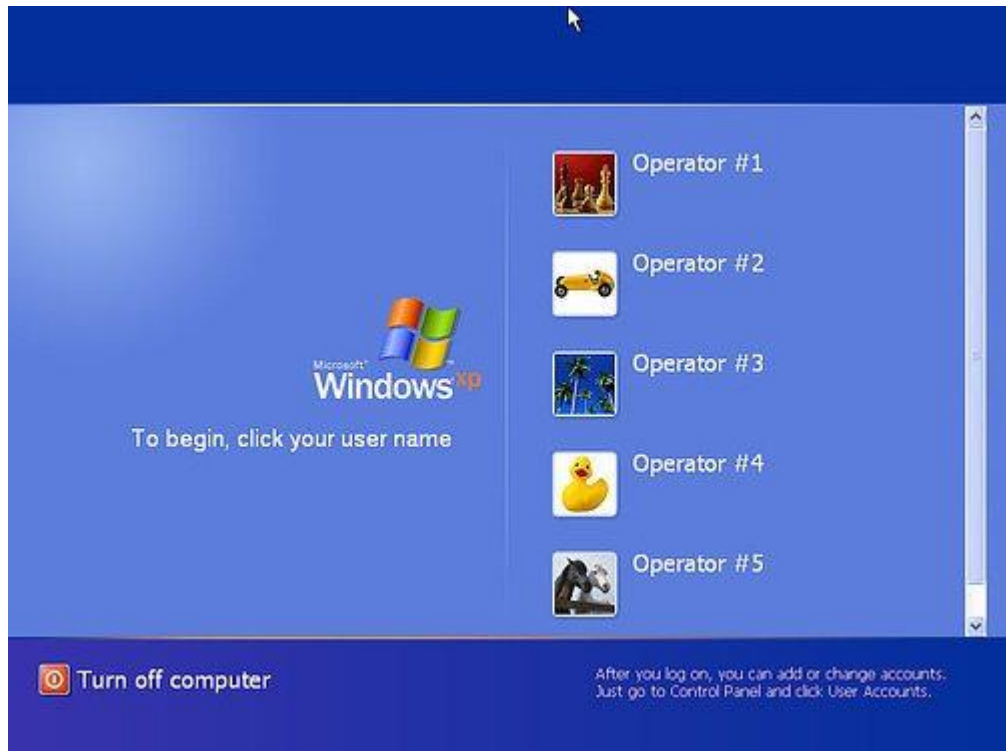 Operator #1
Operator #2
Operator #3
Operator #4
Operator #5
Microsoft®
Windows xp™
To begin, click your user name
Turn off computer
After you log on, you can add or change accounts.
Just go to Control Panel and click User Accounts.